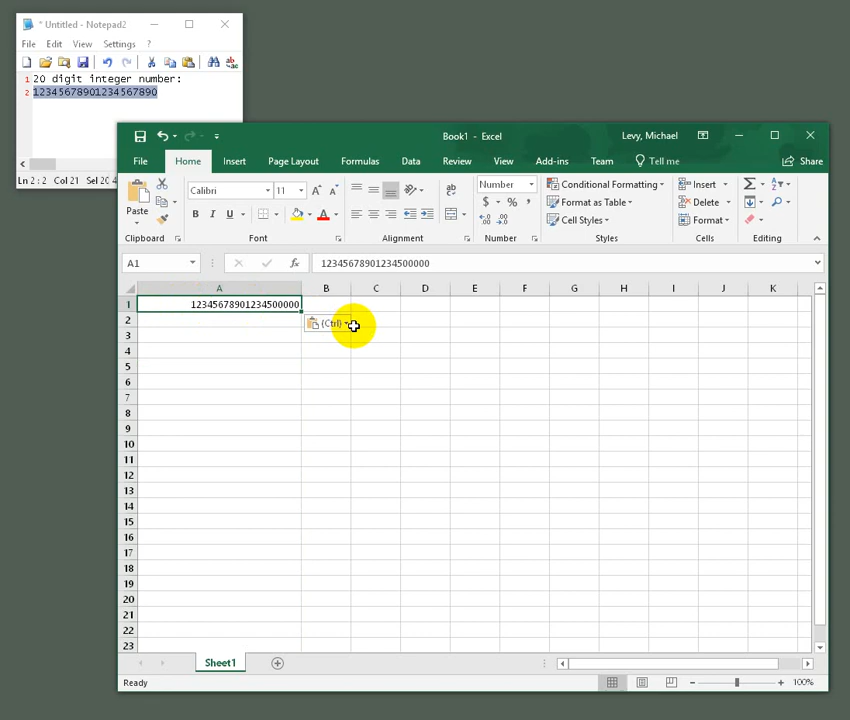 * Untitled - Notepad2
File Edit View Settings ?
1 20 digit integer number:
2 12345678901234567890
Ln 2 : 2 Col 21 Sel 20 4
Book1 - Excel
Levy, Michael
File Home Insert Page Layout Formulas Data Review View Add-ins Team Tell me Share
Calibri 11 Number Conditional Formatting Insert
Format as Table Delete
Paste B I U A $ % , Cell Styles Format
Clipboard Font Alignment Number Styles Cells Editing
A1 fx 12345678901234500000
A B C D E F G H I J K
1 12345678901234500000
2 (Ctrl)
3
4
5
6
7
8
9
10
11
12
13
14
15
16
17
18
19
20
21
22
23
Sheet1
Ready 100%